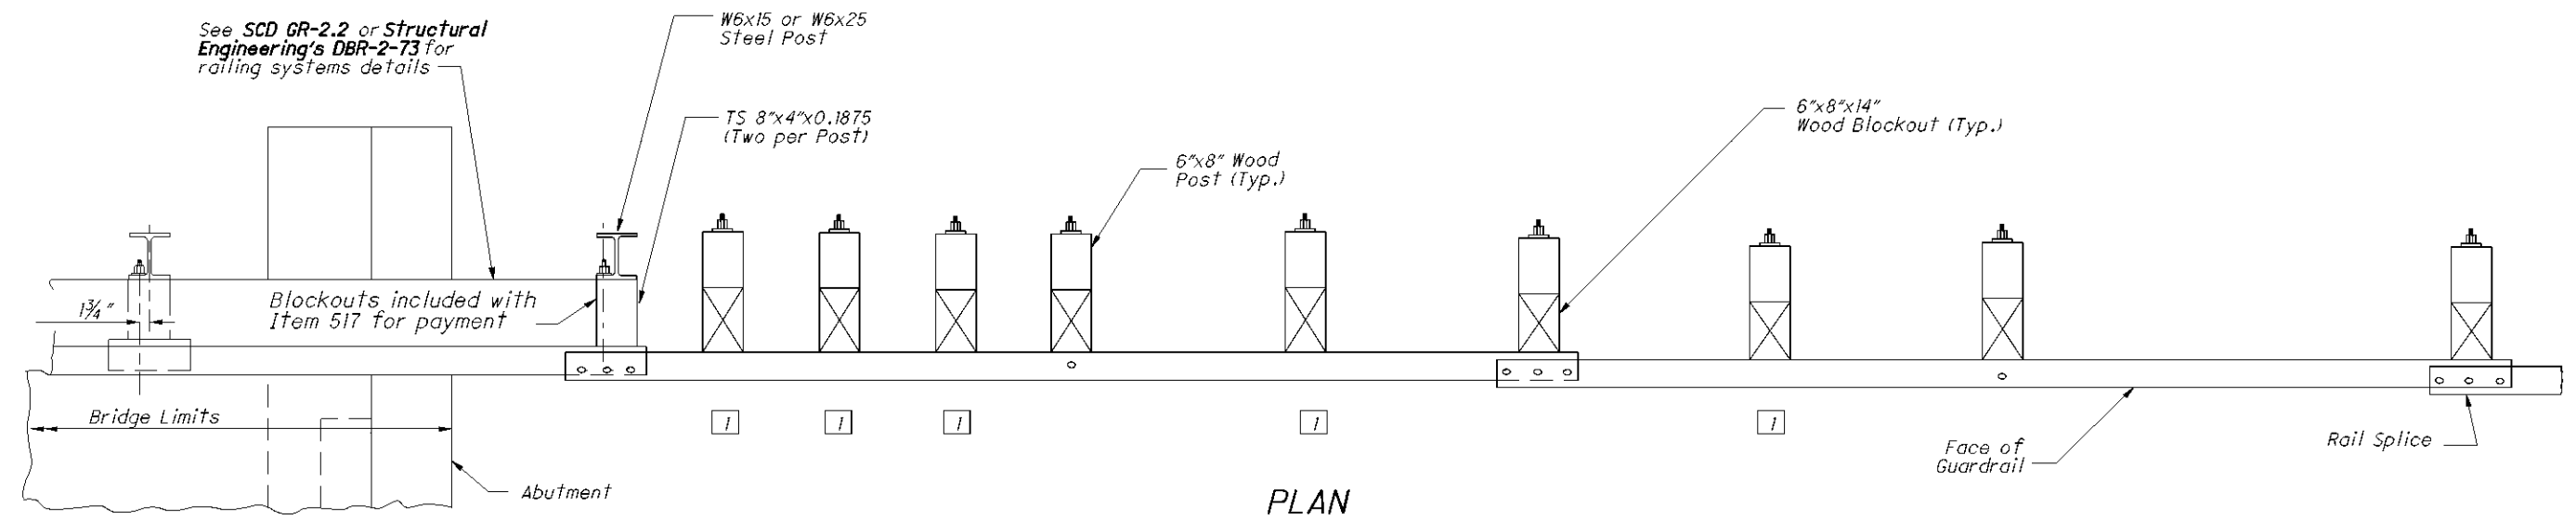 See SCD GR-2.2 or Structural
Engineering's DBR-2-73 for
railing systems details
W6x15 or W6x25
Steel Post
TS 8"x4"x0.1875
(Two per Post)
6"x8" Wood
Post (Typ.)
6"x8"x14"
Wood Blockout (Typ.)
1¾"
Blockouts included with
Item 517 for payment
Bridge Limits
1
1
1
1
1
Face of
Guardrail
Rail Splice
Abutment
PLAN